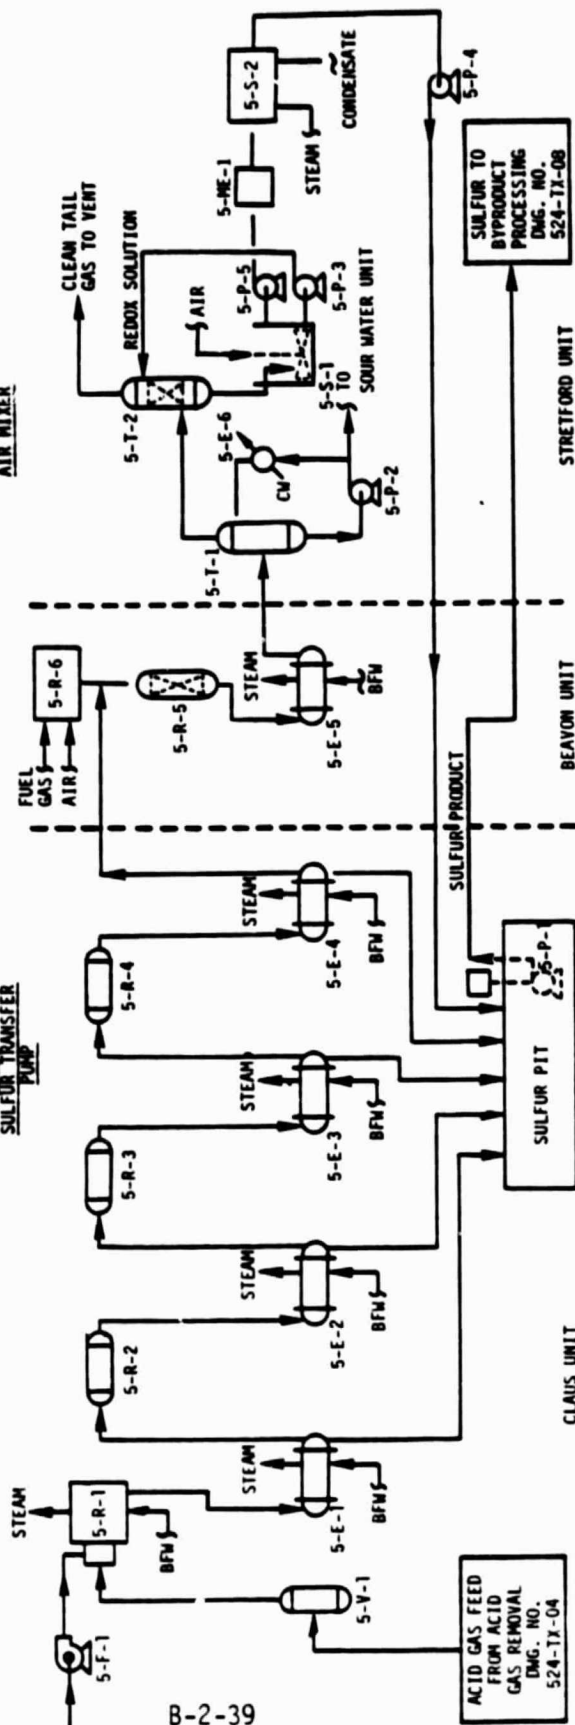 AIR MIXER
SULFUR TRANSFER
PUMP
5-F-1
STEAM
5-R-1
BFW
5-V-1
ACID GAS FEED
FROM ACID
GAS REMOVAL
DWG. NO.
524-TX-04
STEAM
5-E-1
BFW
5-R-2
STEAM
5-E-2
BFW
5-R-3
STEAM
5-E-3
BFW
5-R-4
STEAM
5-E-4
BFW
SULFUR PIT
5-P-1
CLAUS UNIT
FUEL
GAS
AIR
5-R-6
5-R-5
STEAM
5-E-5
BFW
SULFUR PRODUCT
BEAVON UNIT
CLEAN TAIL
GAS TO VENT
REDOX SOLUTION
5-T-2
AIR
5-P-5
5-P-3
5-S-1
TO
SOUR WATER UNIT
5-E-6
CW
5-T-1
5-P-2
5-ME-1
5-S-2
STEAM
CONDENSATE
5-P-4
SULFUR TO
BYPRODUCT
PROCESSING
DWG. NO.
524-TX-08
STRETFORD UNIT
B-2-39